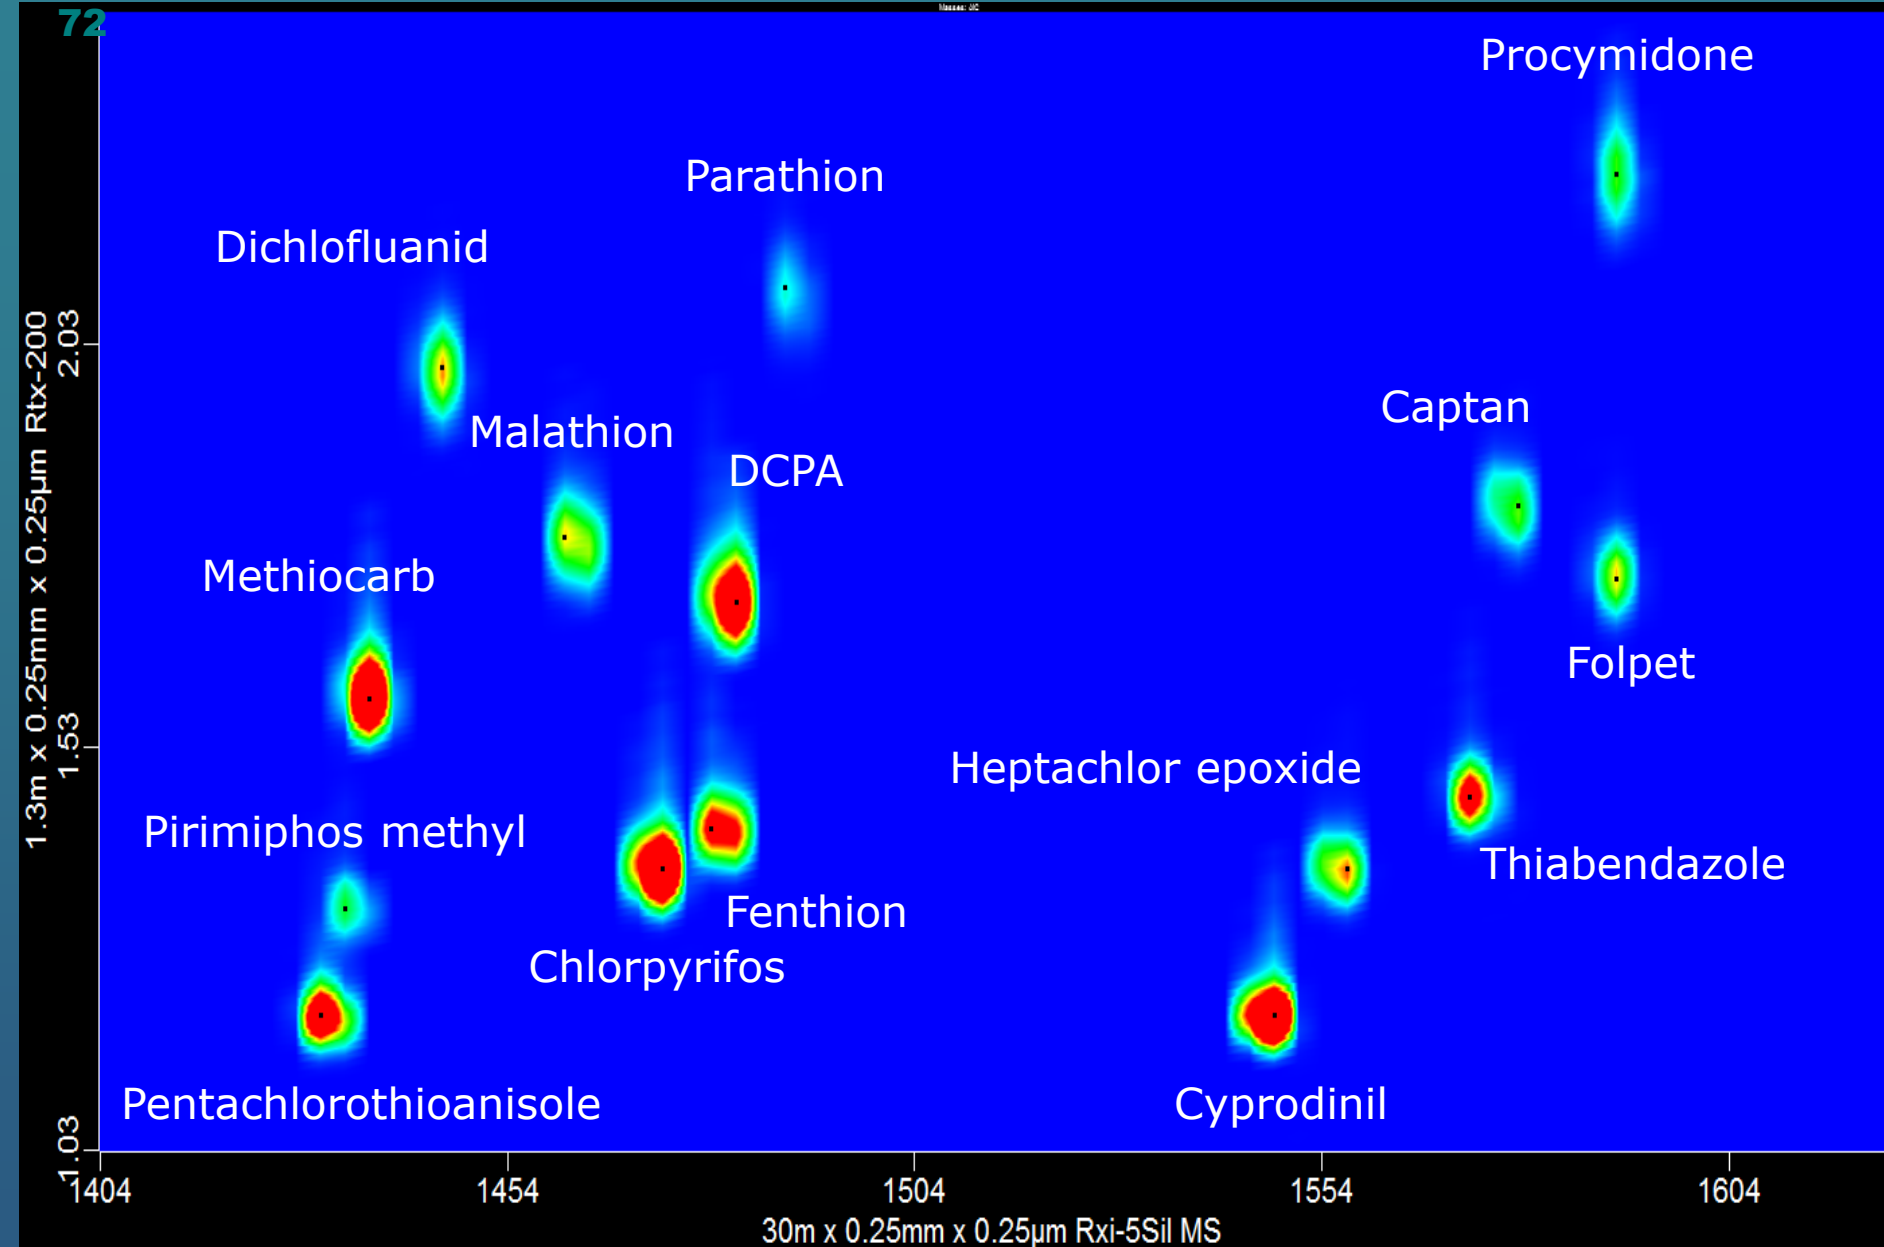 72
Procymidone
Parathion
Dichlofluanid
Captan
Malathion
DCPA
Methiocarb
Folpet
Heptachlor epoxide
Pirimiphos methyl
Thiabendazole
Fenthion
Chlorpyrifos
Pentachlorothioanisole
Cyprodinil
1.3m x 0.25mm x 0.25µm Rtx-200
2.03
1.53
1.03
1404 1454 1504 1554 1604
30m x 0.25mm x 0.25µm Rxi-5Sil MS